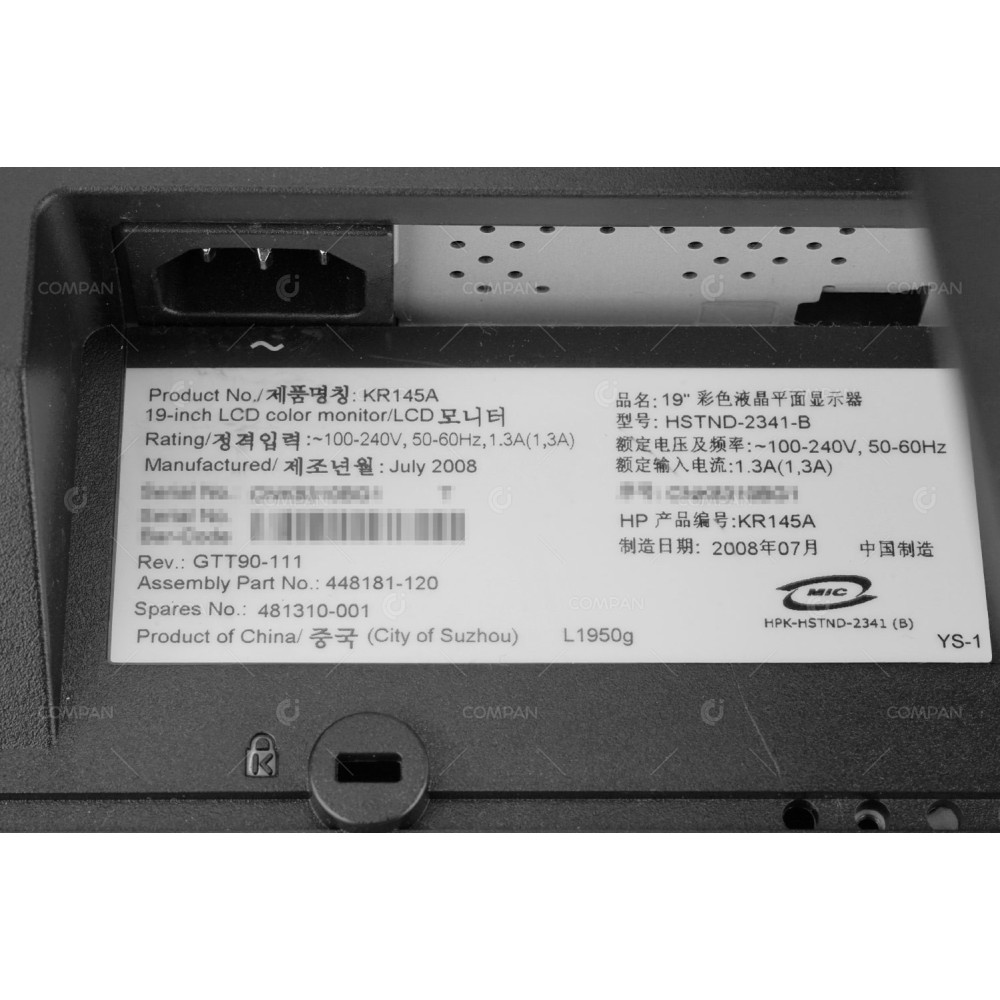 ~
Product No./제품명칭: KR145A
19-inch LCD color monitor/LCD 모니터
Rating/정격입력:~100-240V, 50-60Hz,1.3A(1,3A)
Manufactured/ 제조년월: July 2008
Serial No.
Serial No.
Bar-Code
Rev.: GTT90-111
Assembly Part No.: 448181-120
Spares No.: 481310-001
Product of China/ 중국 (City of Suzhou) L1950g
品名: 19" 彩色液晶平面显示器
型号: HSTND-2341-B
额定电压及频率:~100-240V, 50-60Hz
额定输入电流:1.3A(1,3A)
HP 产品编号:KR145A
制造日期: 2008年07月 中国制造
MIC
HPK-HSTND-2341 (B)
YS-1
K
COMPAN
COMPAN
COMPAN
COMPAN
COMPAN
COMPAN
COMPAN